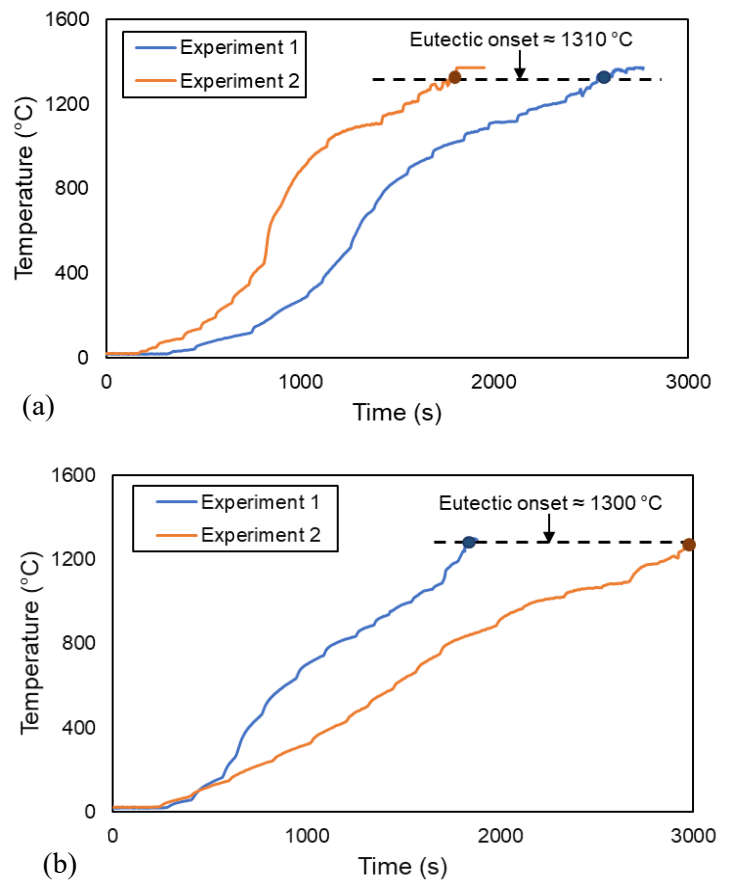 1600
Experiment 1
Eutectic onset ≈ 1310 °C
Experiment 2
1200
800
400
0
Temperature (°C)
0
1000
2000
3000
(a)
Time (s)
1600
Experiment 1
Eutectic onset ≈ 1300 °C
Experiment 2
1200
800
400
0
Temperature (°C)
0
1000
2000
3000
(b)
Time (s)